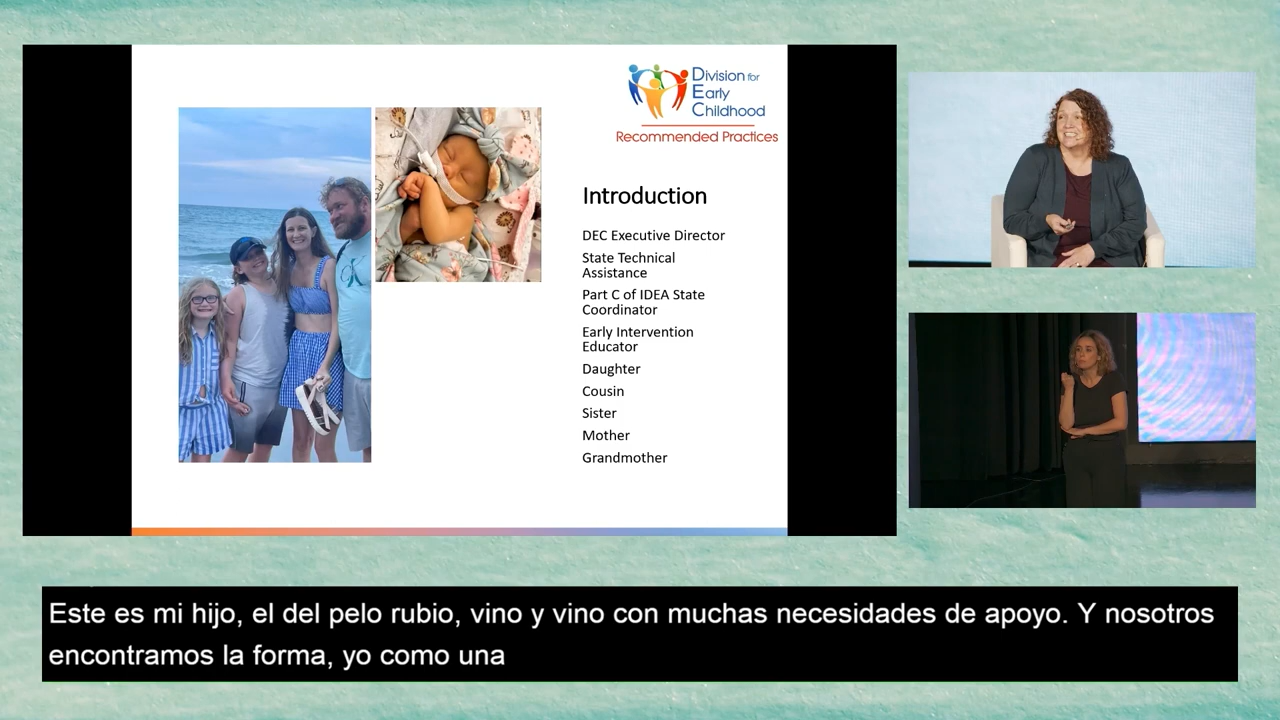 Division for
Early
Childhood
Recommended Practices
Introduction
DEC Executive Director
State Technical
Assistance
Part C of IDEA State
Coordinator
Early Intervention
Educator
Daughter
Cousin
Sister
Mother
Grandmother
Este es mi hijo, el del pelo rubio, vino y vino con muchas necesidades de apoyo. Y nosotros
encontramos la forma, yo como una